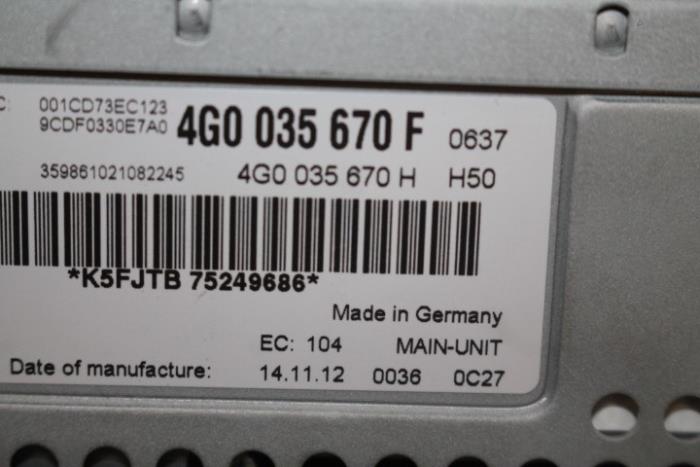 C: 001CD73EC123
9CDF0330E7A0 4G0 035 670 F 0637
359861021082245 4G0 035 670 H H50
*K5FJTB 75249686*
Made in Germany
EC: 104 MAIN-UNIT
Date of manufacture: 14.11.12 0036 0C27